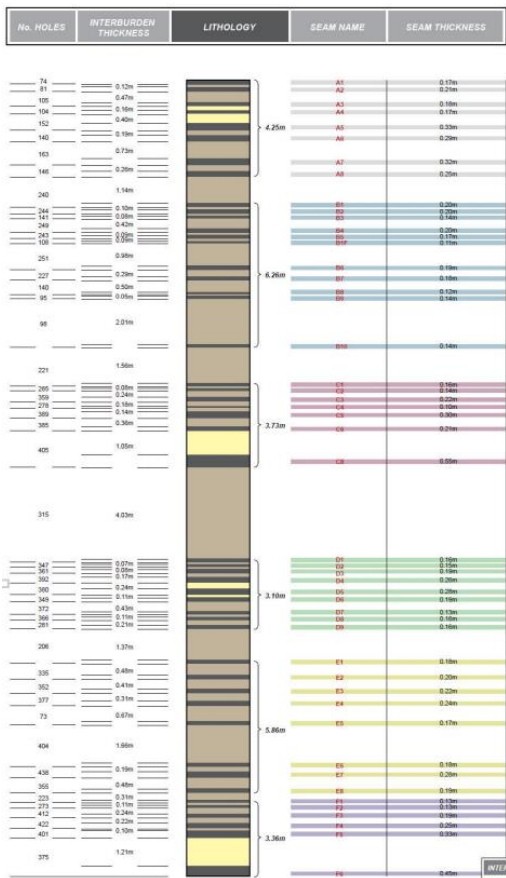 No. HOLES INTERBURDEN THICKNESS LITHOLOGY SEAM NAME SEAM THICKNESS
74 A1 0.17m
81 0.12m A2 0.21m
105 0.47m A3 0.18m
104 0.16m A4 0.17m
152 0.40m A5 0.33m
140 0.19m A6 0.29m
163 0.73m A7 0.32m
146 0.26m A8 0.25m
4.25m
240 1.14m
B1 0.20m
244 0.10m B2 0.20m
141 0.08m B3 0.14m
249 0.42m B4 0.20m
243 0.09m B5 0.17m
108 0.09m
251 0.98m B6 0.19m
227 0.29m B7 0.18m
140 0.50m B8 0.12m
95 0.05m B9 0.14m
98 2.01m B10 0.14m
6.26m
221 1.56m
C1 0.16m
265 0.08m C2 0.14m
359 0.24m C3 0.22m
278 0.18m C4 0.10m
389 0.14m C5 0.30m
385 0.36m C6 0.21m
405 1.05m
3.73m
315 4.03m
D1 0.16m
347 0.07m D2 0.15m
361 0.08m D3 0.19m
392 0.17m D4 0.26m
380 0.24m D5 0.28m
349 0.11m D6 0.19m
372 0.43m D7 0.13m
366 0.11m D8 0.18m
281 0.21m D9 0.16m
3.10m
206 1.37m
E1 0.18m
335 0.48m E2 0.20m
352 0.41m E3 0.22m
377 0.31m E4 0.24m
73 0.67m E5 0.17m
404 1.66m E6 0.18m
438 0.19m E7 0.28m
355 0.48m E8 0.19m
5.86m
223 0.31m F1 0.13m
273 0.11m F2 0.13m
412 0.24m F3 0.19m
422 0.22m F4 0.25m
401 0.10m F5 0.33m
375 1.21m F6 0.45m
3.36m
INTER